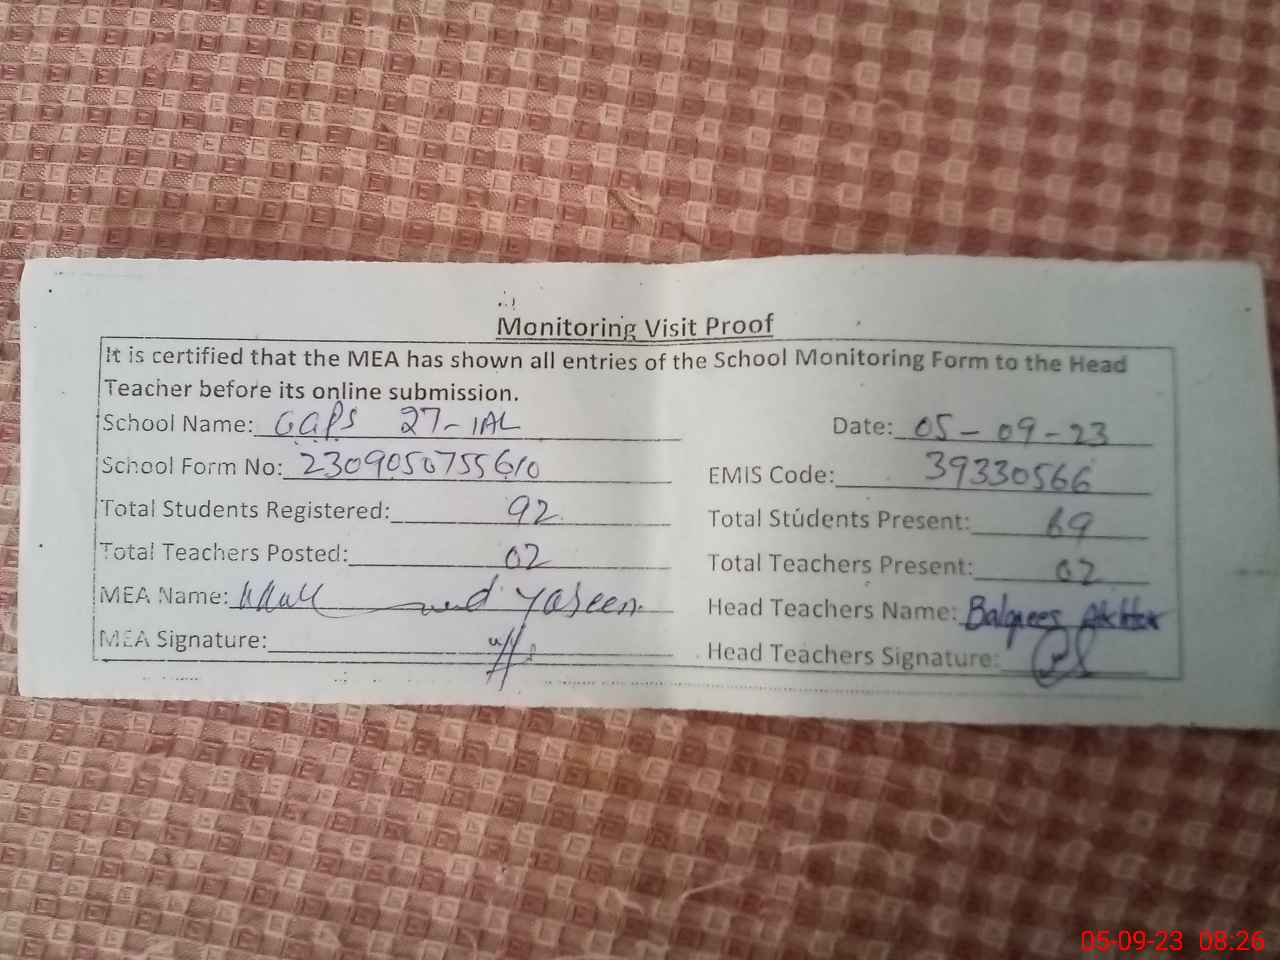 Monitoring Visit Proof
It is certified that the MEA has shown all entries of the School Monitoring Form to the Head
Teacher before its online submission.
School Name: GGPS 27-1AL Date: 05-09-23
School Form No: 2309050755610 EMIS Code: 39330566
Total Students Registered: 92 Total Students Present: 69
Total Teachers Posted: 02 Total Teachers Present: 02
MEA Name: Yaseen Head Teachers Name: Balqees Akhtar
MEA Signature: Head Teachers Signature:
05-09-23 08:26